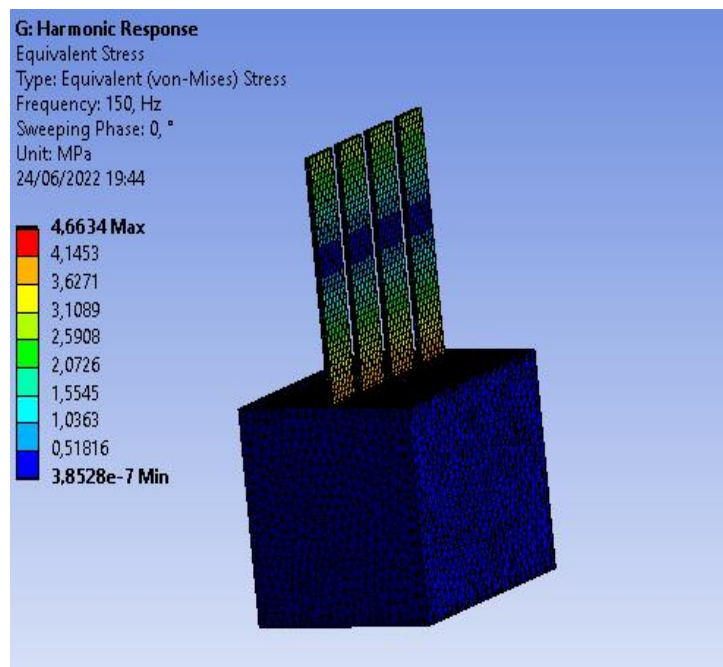 G: Harmonic Response
Equivalent Stress
Type: Equivalent (von-Mises) Stress
Frequency: 150, Hz
Sweeping Phase: 0, °
Unit: MPa
24/06/2022 19:44
4,6634 Max
4,1453
3,6271
3,1089
2,5908
2,0726
1,5545
1,0363
0,51816
3,8528e-7 Min